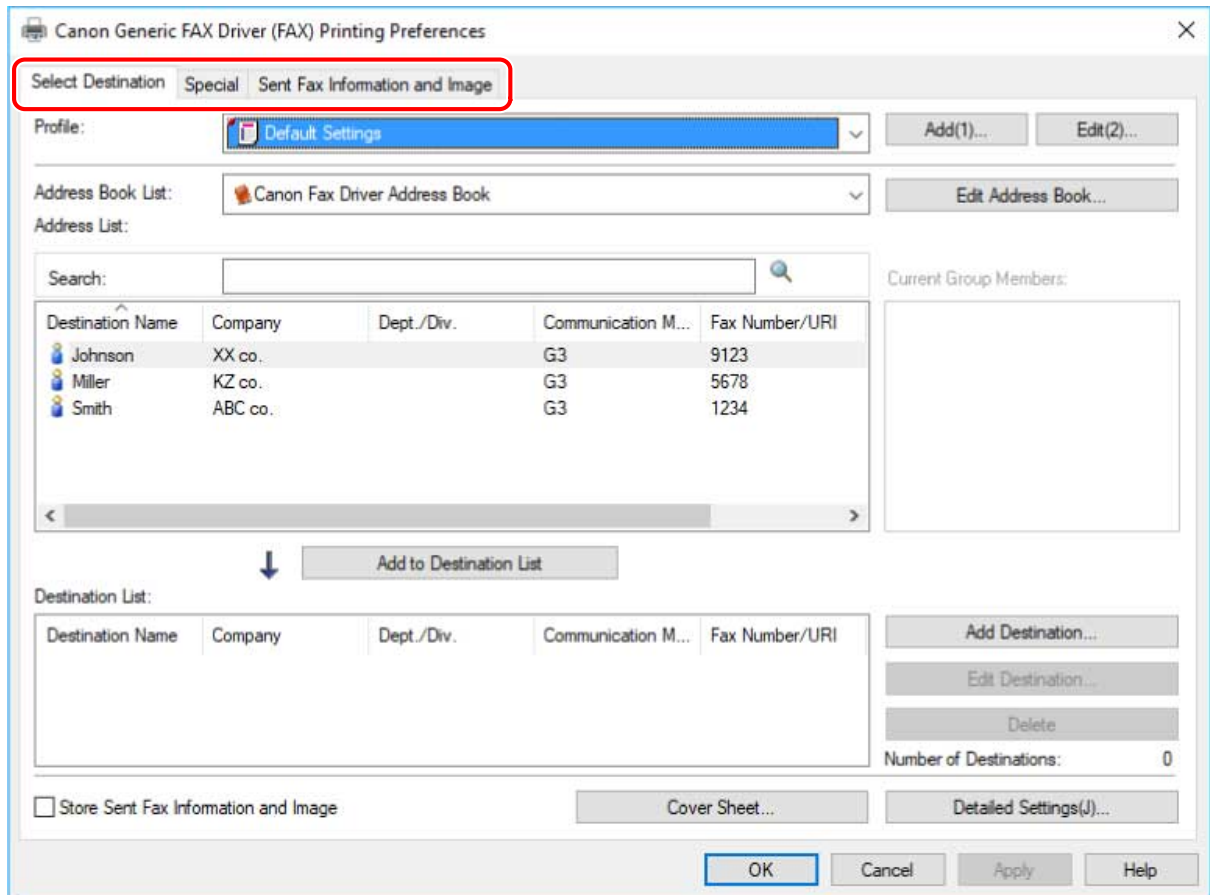 Canon Generic FAX Driver (FAX) Printing Preferences
Select Destination Special Sent Fax Information and Image
Profile: Default Settings Add(1)... Edit(2)...
Address Book List: Canon Fax Driver Address Book Edit Address Book...
Address List:
Search: Current Group Members:
Destination Name Company Dept./Div. Communication M... Fax Number/URI
Johnson XX co. G3 9123
Miller KZ co. G3 5678
Smith ABC co. G3 1234
Add to Destination List
Destination List:
Destination Name Company Dept./Div. Communication M... Fax Number/URI
Add Destination...
Edit Destination...
Delete
Number of Destinations: 0
Store Sent Fax Information and Image Cover Sheet... Detailed Settings(J)...
OK Cancel Apply Help